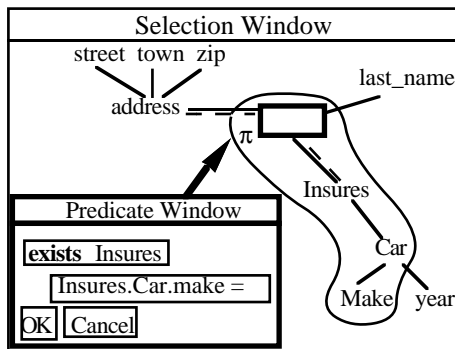 Selection Window
street town zip
last_name
address
π
Insures
Predicate Window
exists Insures
Car
Insures.Car.make =
Make year
OK Cancel